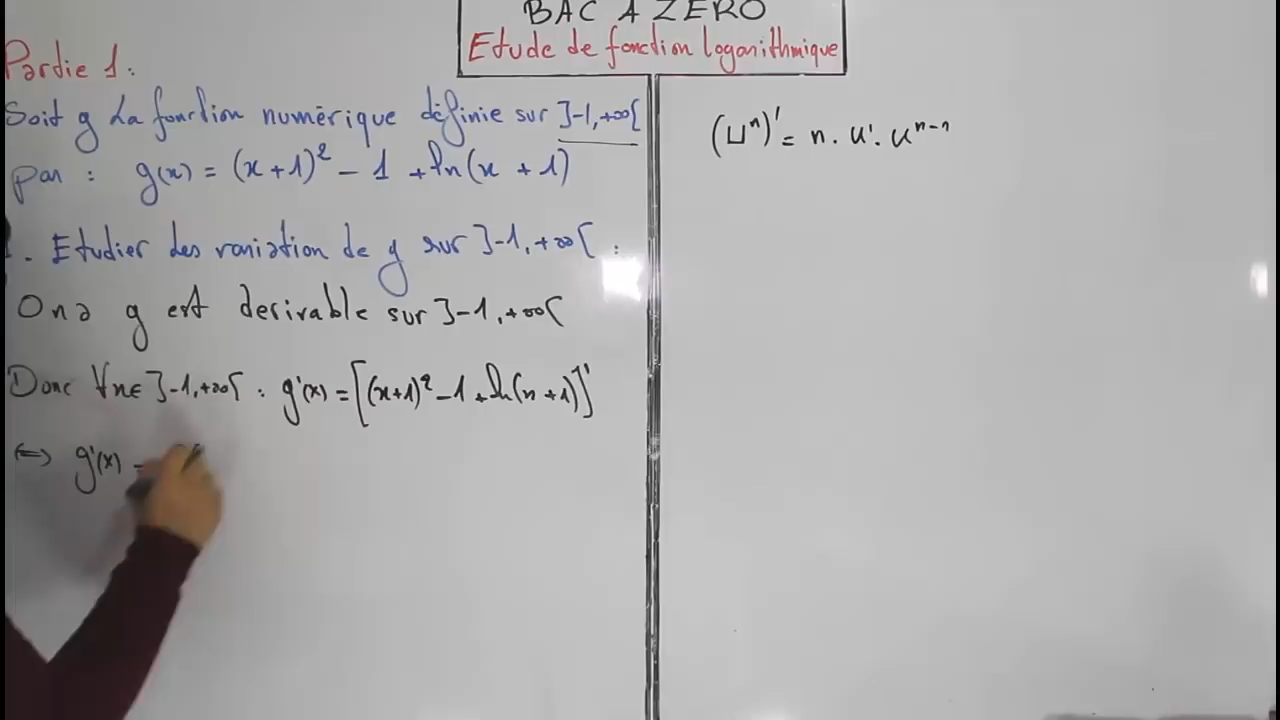 BAC A ZERO
Etude de fonction logarithmique
Partie 1:
Soit g La fonction numérique définie sur ]-1,+∞[
par : g(x) = (x+1)² - 1 + ln(x + 1)
1. Etudier les variation de g sur ]-1,+∞[ :
On a g est derivable sur ]-1,+∞[
Donc ∀x∈ ]-1,+∞[ : g'(x) = [(x+1)² - 1 + ln(x + 1)]'
⟺ g'(x) =
(Uⁿ)' = n . u' . uⁿ⁻¹